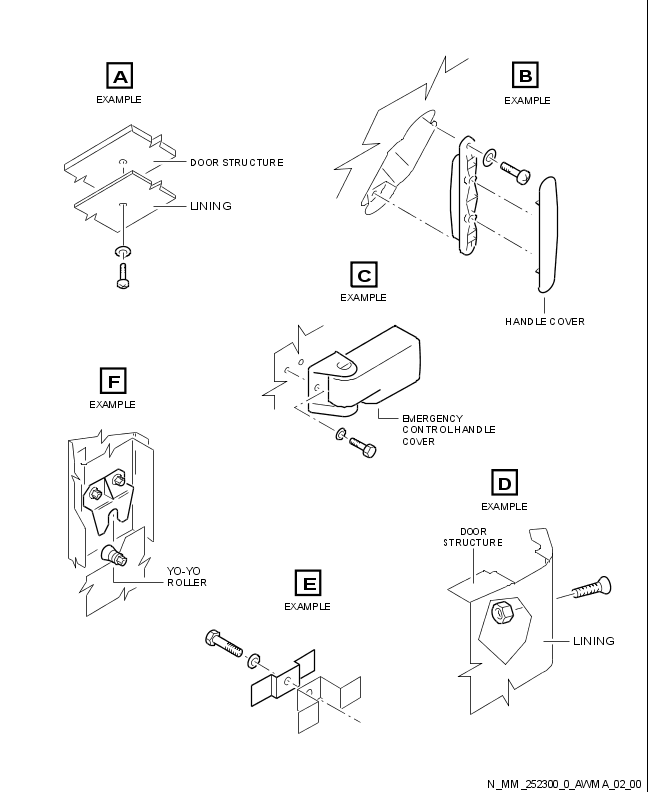 A
EXAMPLE
DOOR STRUCTURE
LINING
B
EXAMPLE
HANDLE COVER
C
EXAMPLE
EMERGENCY
CONTROL HANDLE
COVER
F
EXAMPLE
YO-YO
ROLLER
D
EXAMPLE
DOOR
STRUCTURE
LINING
E
EXAMPLE
N_MM_252300_0_AVMA_02_00